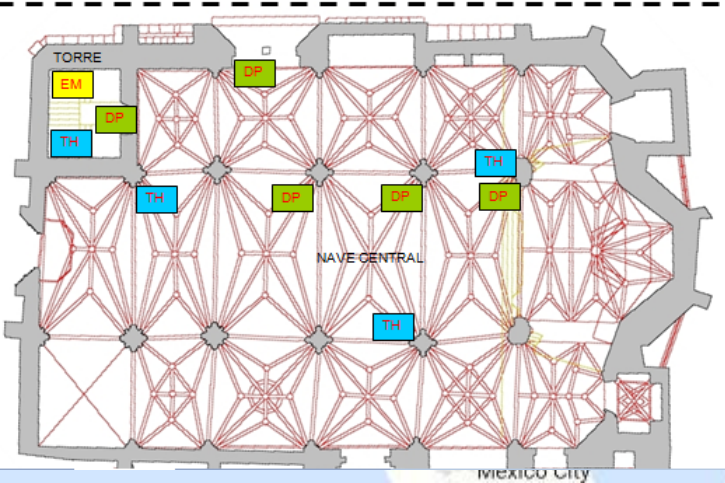 TORRE
EM
DP
DP
TH
TH
TH
DP
DP
DP
NAVE CENTRAL
TH
Mexico City